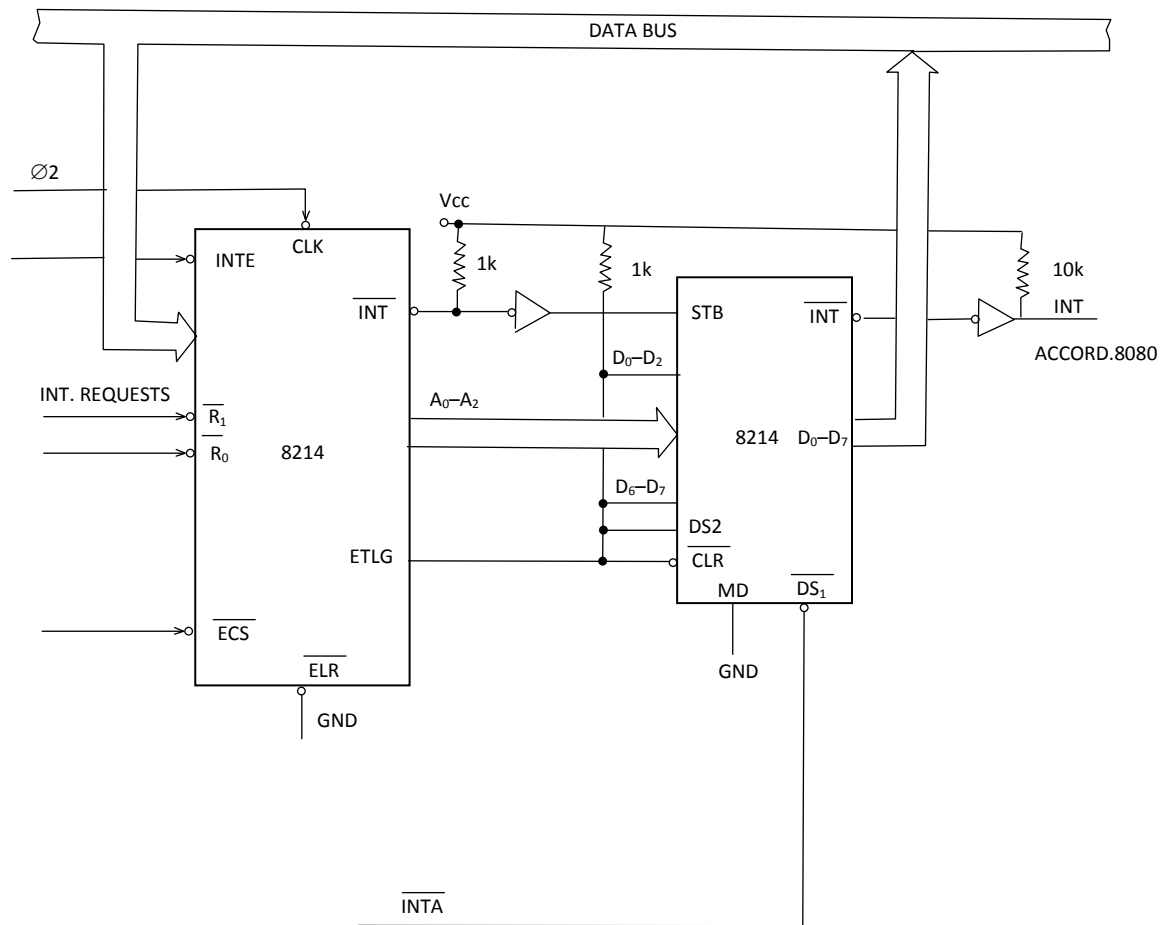 DATA BUS
∅2
Vcc
CLK
INTE
1k
1k
10k
INT
STB
INT
INT
ACCORD.8080
D₀–D₂
INT. REQUESTS
A₀–A₂
R₁
R₀
8214
8214
D₀–D₇
D₆–D₇
DS2
ETLG
CLR
MD
DS₁
ECS
ELR
GND
GND
INTA